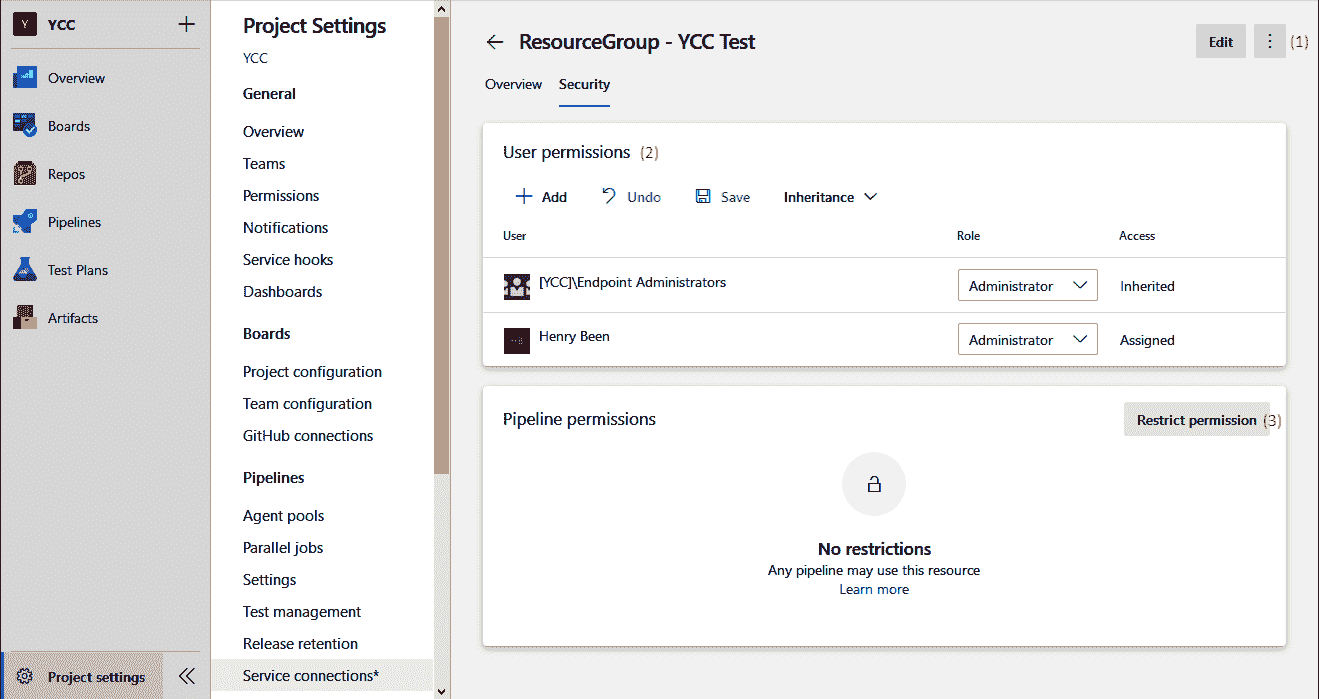 Y YCC +
Overview
Boards
Repos
Pipelines
Test Plans
Artifacts
Project settings
Project Settings
YCC
General
Overview
Teams
Permissions
Notifications
Service hooks
Dashboards
Boards
Project configuration
Team configuration
GitHub connections
Pipelines
Agent pools
Parallel jobs
Settings
Test management
Release retention
Service connections*
ResourceGroup - YCC Test
Edit (1)
Overview Security
User permissions (2)
Add Undo Save Inheritance
User Role Access
[YCC]\Endpoint Administrators Administrator Inherited
Henry Been Administrator Assigned
Pipeline permissions Restrict permission (3)
No restrictions
Any pipeline may use this resource
Learn more